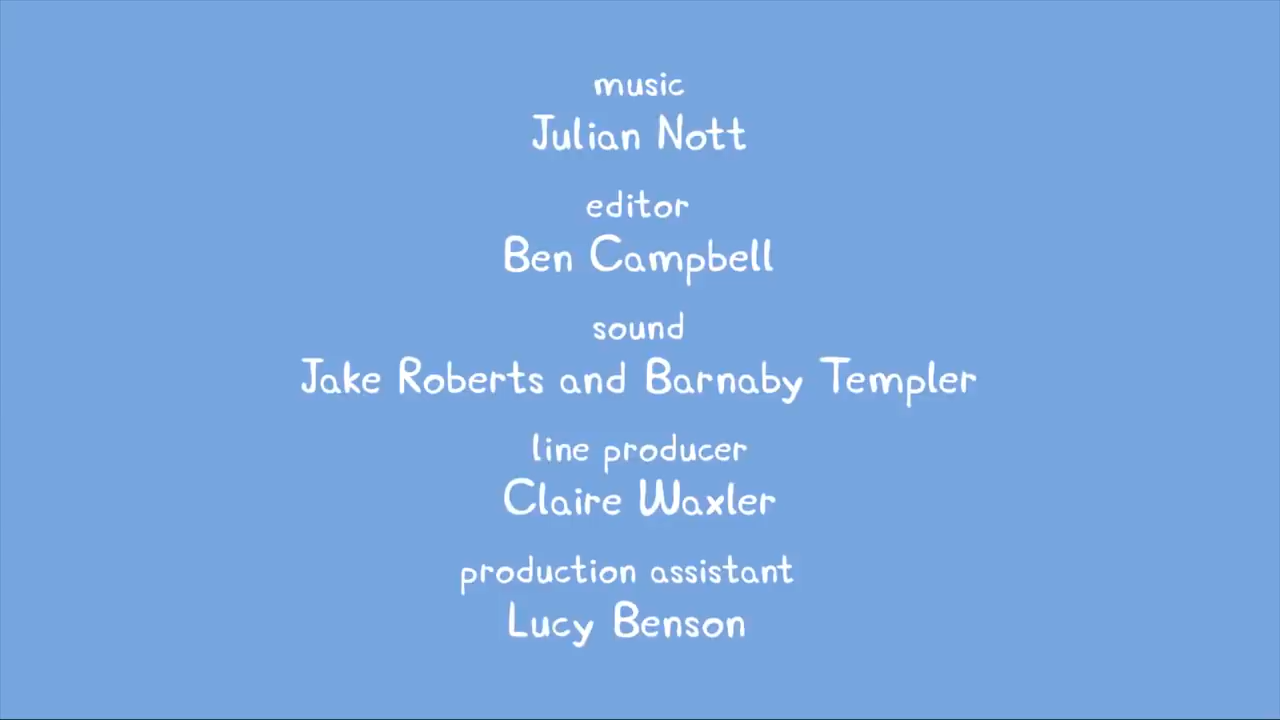 music
Julian Nott
editor
Ben Campbell
sound
Jake Roberts and Barnaby Templer
line producer
Claire Waxler
production assistant
Lucy Benson